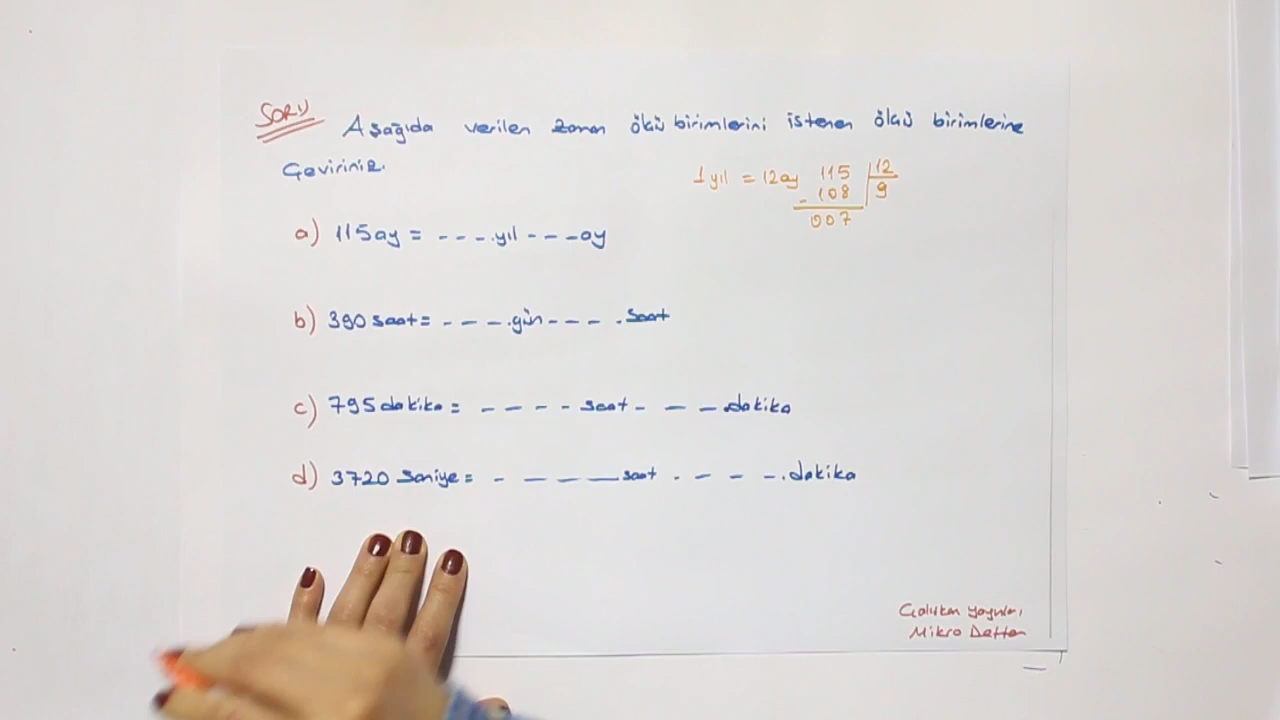 SORU Aşağıda verilen zaman ölçü birimlerini istenen ölçü birimlerine
Çeviriniz.
1 yıl = 12 ay 115 12
- 108 9
007
a) 115 ay = - - - . yıl - - - ay
b) 390 saat = - - - - . gün - - - - . saat
c) 795 dakika = - - - - saat - - - . dakika
d) 3720 saniye = - - - - saat . - - - - . dakika
Çalışkan Yayınları
Mikro Defter